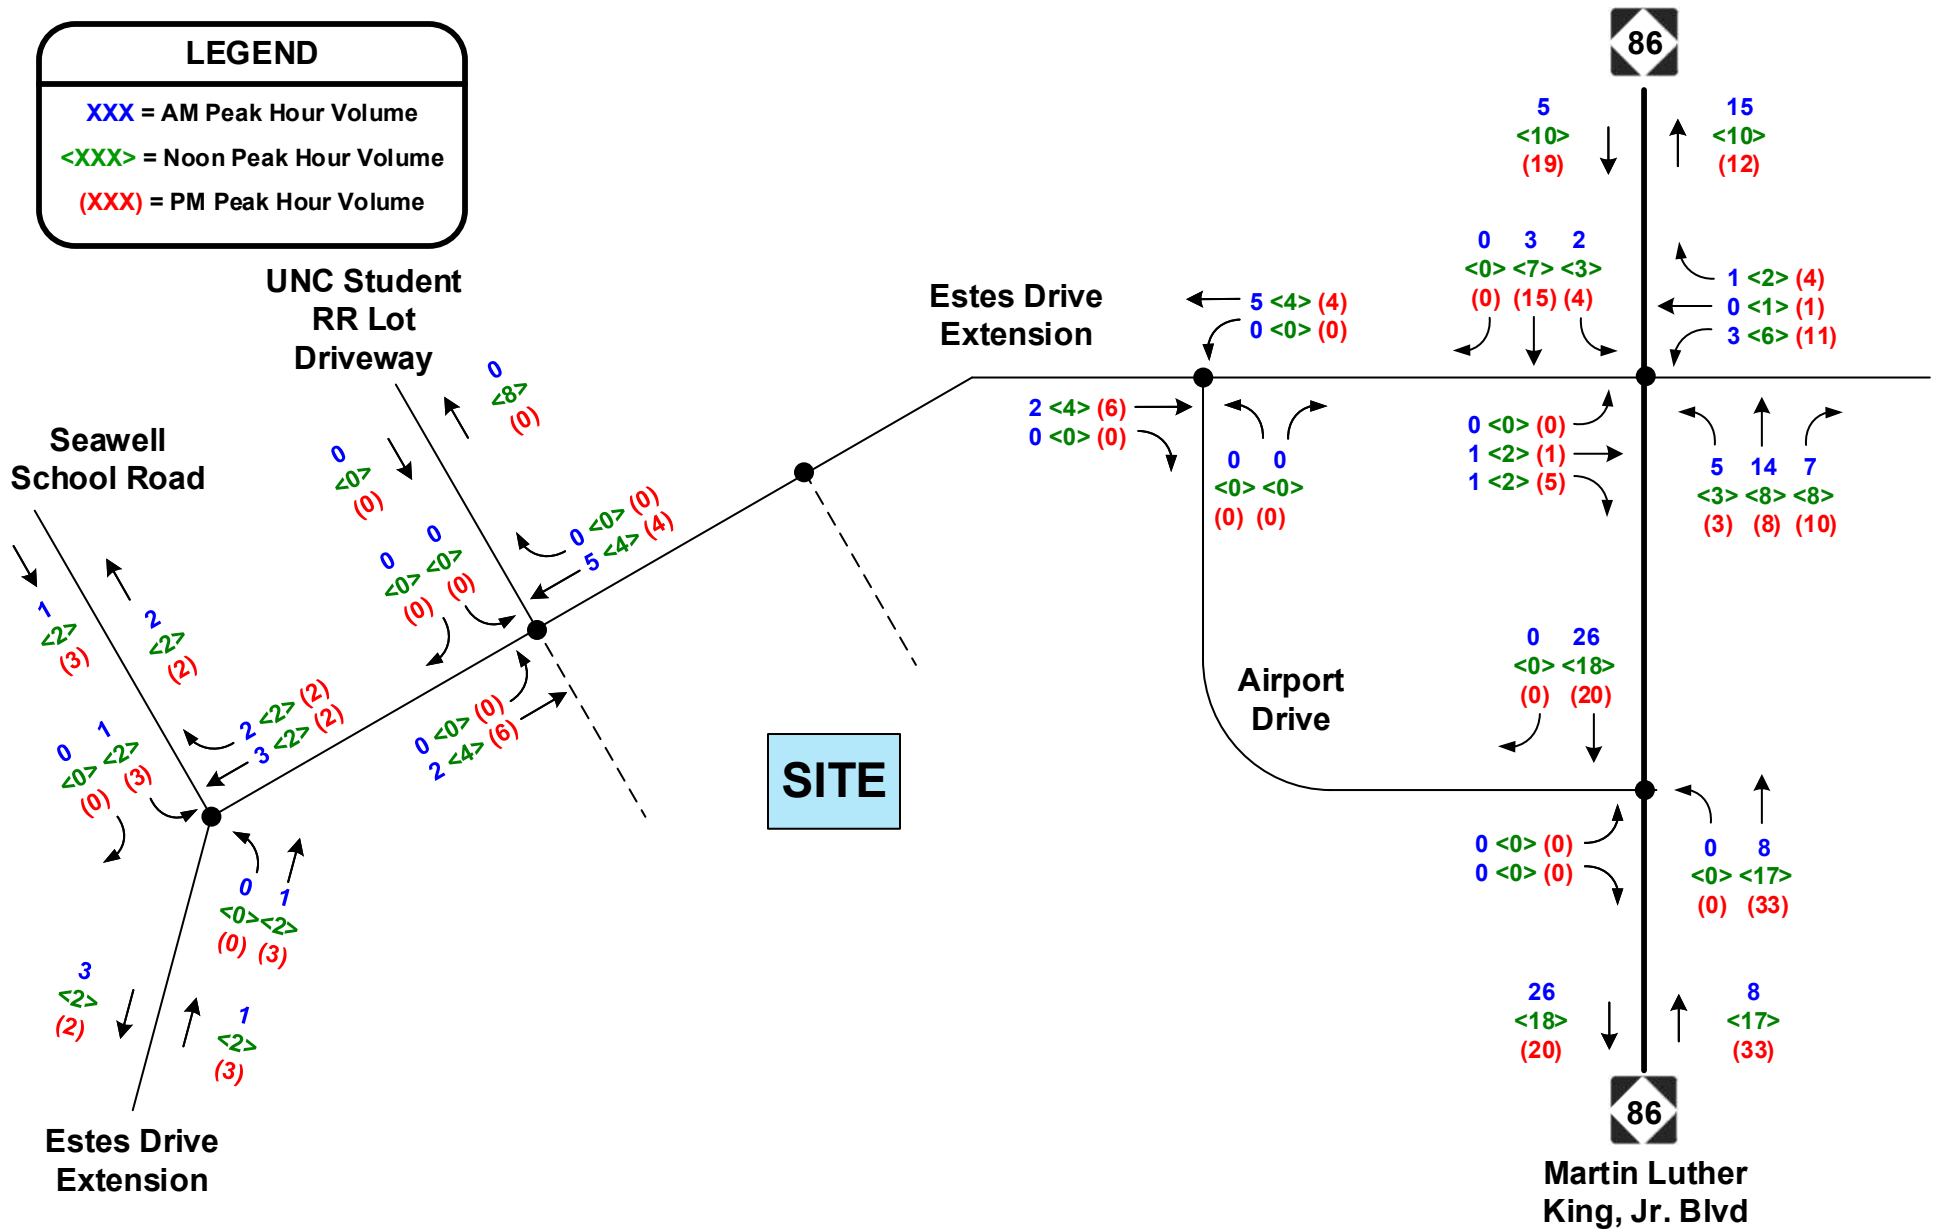 LEGEND
XXX = AM Peak Hour Volume
<XXX> = Noon Peak Hour Volume
(XXX) = PM Peak Hour Volume
86
5
<10>
(19)
15
<10>
(12)
0 3 2
<0> <7> <3>
(0) (15) (4)
1 <2> (4)
0 <1> (1)
3 <6> (11)
0 <0> (0)
1 <2> (1)
1 <2> (5)
5 14 7
<3> <8> <8>
(3) (8) (10)
Estes Drive
Extension
5 <4> (4)
0 <0> (0)
2 <4> (6)
0 <0> (0)
0 0
<0> <0>
(0) (0)
UNC Student
RR Lot
Driveway
0
<8>
(0)
0
<0>
(0)
0 <0> (0)
5 <4> (4)
0 0
<0> <0>
(0) (0)
0 <0> (0)
2 <4> (6)
Seawell
School Road
1
<2>
(3)
2
<2>
(2)
2 <2> (2)
3 <2> (2)
0 1
<0> <2>
(0) (3)
0 1
<0> <2>
(0) (3)
3
<2>
(2)
1
<2>
(3)
Estes Drive
Extension
SITE
Airport
Drive
0 26
<0> <18>
(0) (20)
0 <0> (0)
0 <0> (0)
0 8
<0> <17>
(0) (33)
26
<18>
(20)
8
<17>
(33)
86
Martin Luther
King, Jr. Blvd